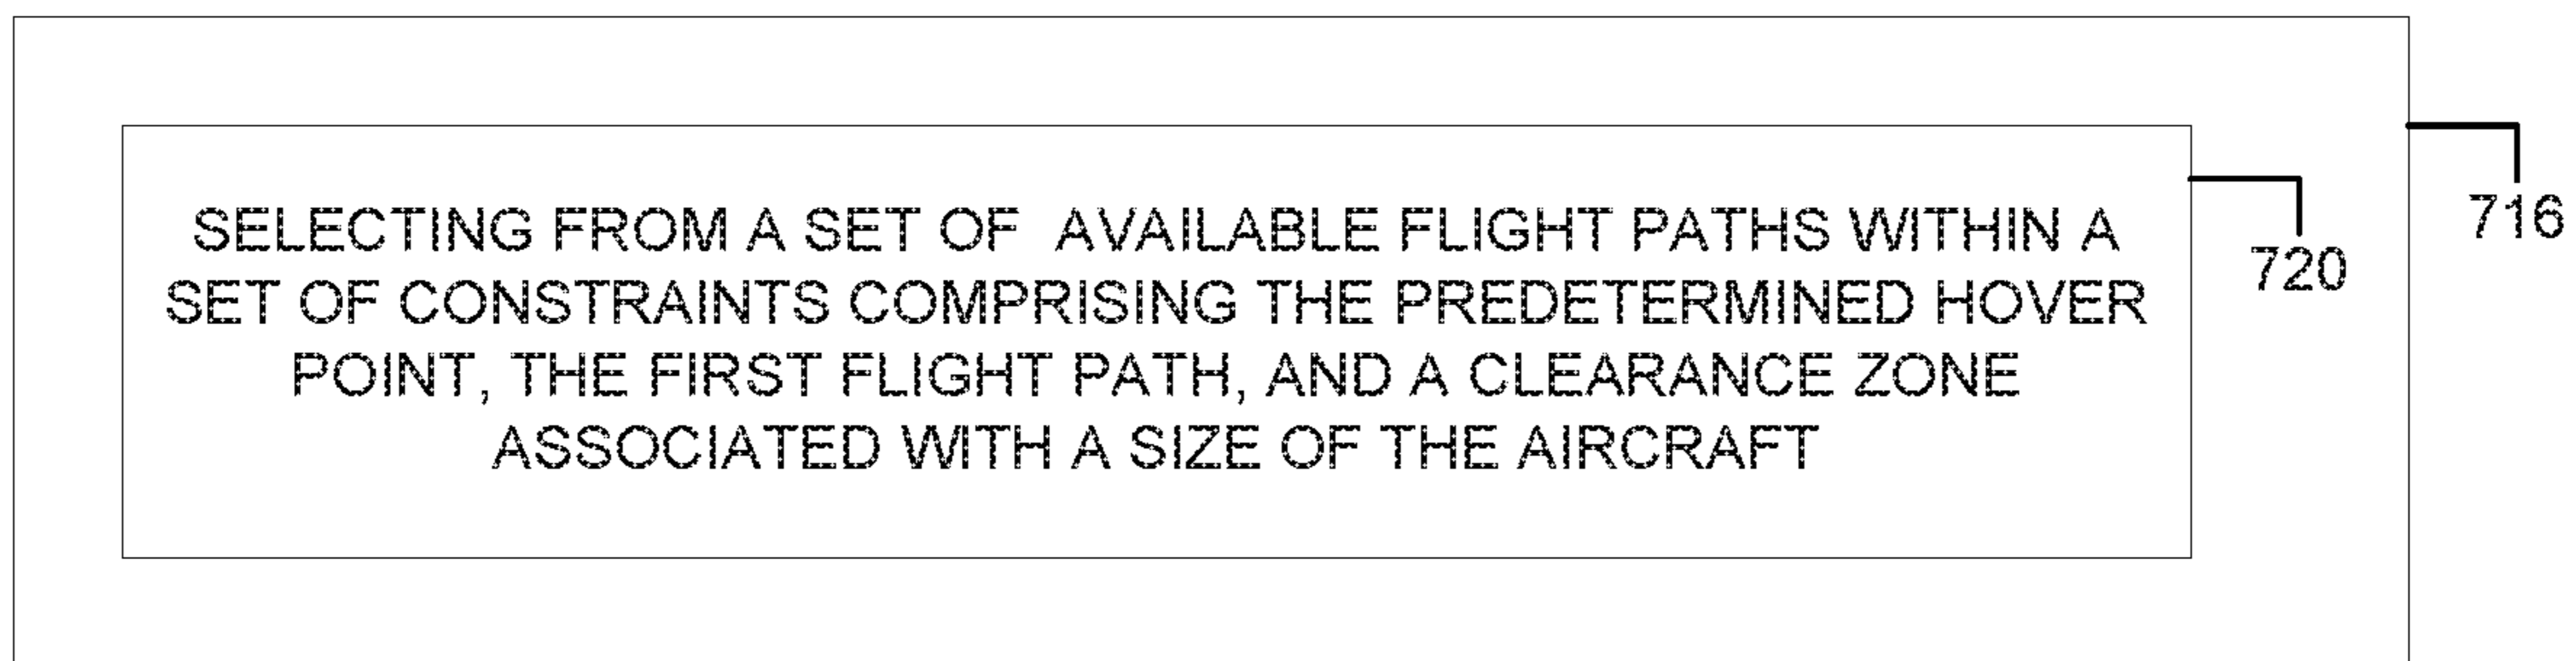 SELECTING FROM A SET OF AVAILABLE FLIGHT PATHS WITHIN A
SET OF CONSTRAINTS COMPRISING THE PREDETERMINED HOVER
POINT, THE FIRST FLIGHT PATH, AND A CLEARANCE ZONE
ASSOCIATED WITH A SIZE OF THE AIRCRAFT
720
716